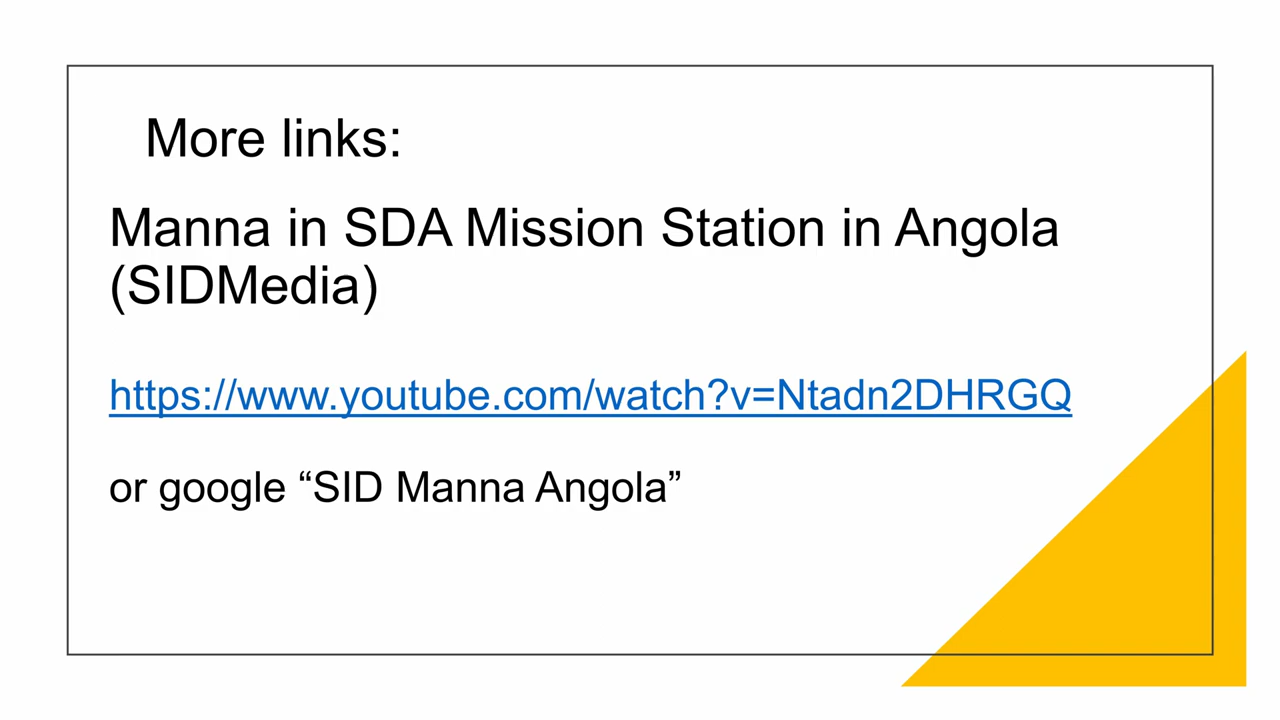 More links:
Manna in SDA Mission Station in Angola
(SIDMedia)
https://www.youtube.com/watch?v=Ntadn2DHRGQ
or google “SID Manna Angola”